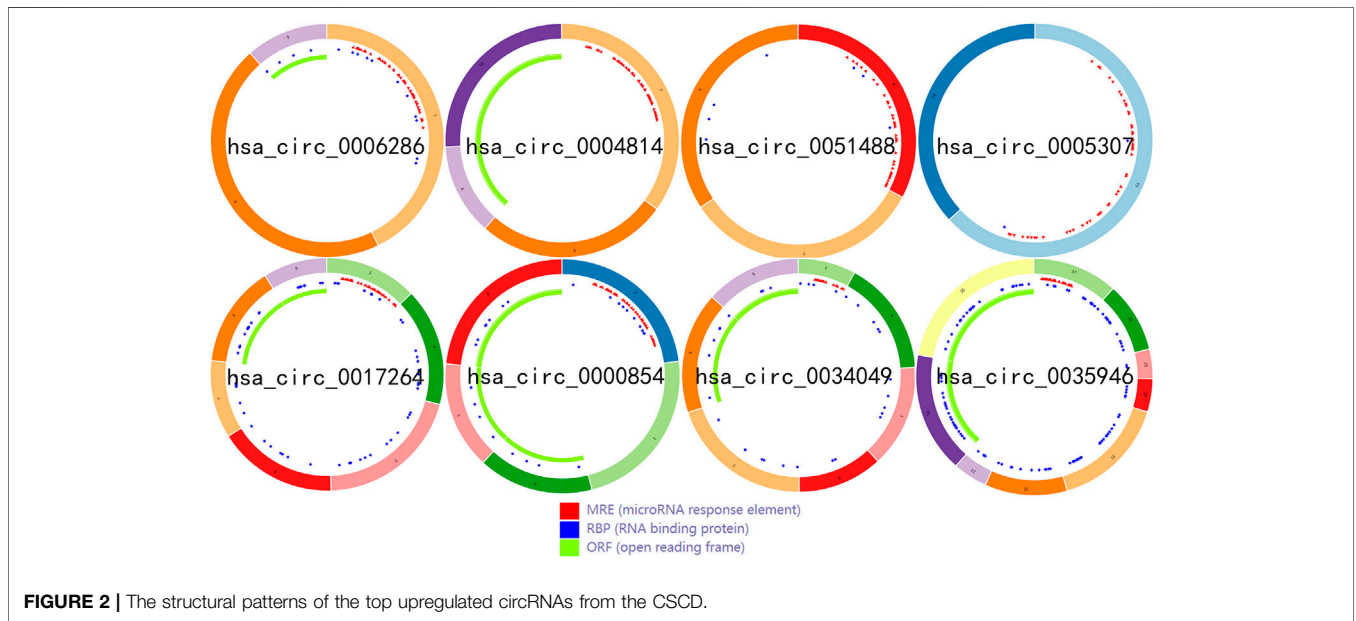 hsa_circ_0006286
hsa_circ_0004814
hsa_circ_0051488
hsa_circ_0005307
hsa_circ_0017264
hsa_circ_0000854
hsa_circ_0034049
hsa_circ_0035946
MRE (microRNA response element)
RBP (RNA binding protein)
ORF (open reading frame)
FIGURE 2 | The structural patterns of the top upregulated circRNAs from the CSCD.